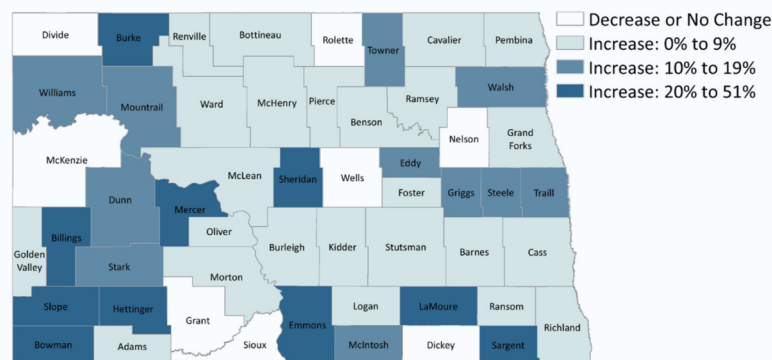 Decrease or No Change
Increase: 0% to 9%
Increase: 10% to 19%
Increase: 20% to 51%
Divide
Burke
Renville
Bottineau
Rolette
Towner
Cavalier
Pembina
Williams
Mountrail
Ward
McHenry
Pierce
Benson
Ramsey
Walsh
Nelson
Grand
Forks
McKenzie
McLean
Sheridan
Wells
Eddy
Foster
Griggs
Steele
Traill
Dunn
Mercer
Oliver
Golden
Valley
Billings
Stark
Morton
Burleigh
Kidder
Stutsman
Barnes
Cass
Slope
Hettinger
Grant
Emmons
Logan
LaMoure
Ransom
Richland
Bowman
Adams
Sioux
McIntosh
Dickey
Sargent